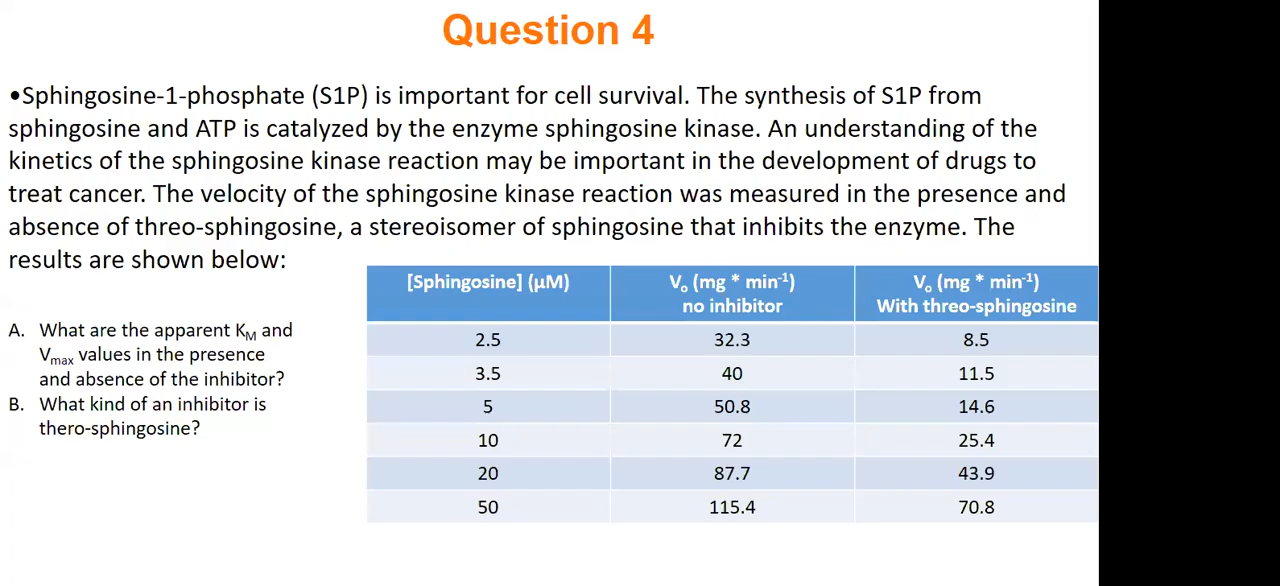 Question 4
•Sphingosine-1-phosphate (S1P) is important for cell survival. The synthesis of S1P from
sphingosine and ATP is catalyzed by the enzyme sphingosine kinase. An understanding of the
kinetics of the sphingosine kinase reaction may be important in the development of drugs to
treat cancer. The velocity of the sphingosine kinase reaction was measured in the presence and
absence of threo-sphingosine, a stereoisomer of sphingosine that inhibits the enzyme. The
results are shown below:
A. What are the apparent KM and
Vmax values in the presence
and absence of the inhibitor?
B. What kind of an inhibitor is
thero-sphingosine?
[Sphingosine] (µM) Vo (mg * min-1) Vo (mg * min-1)
no inhibitor With threo-sphingosine
2.5 32.3 8.5
3.5 40 11.5
5 50.8 14.6
10 72 25.4
20 87.7 43.9
50 115.4 70.8